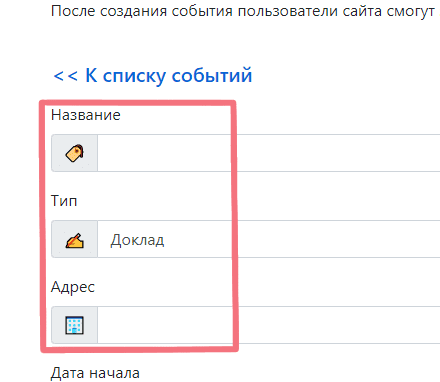 После создания события пользователи сайта смогут
<< К списку событий
Название
Тип
Доклад
Адрес
Дата начала